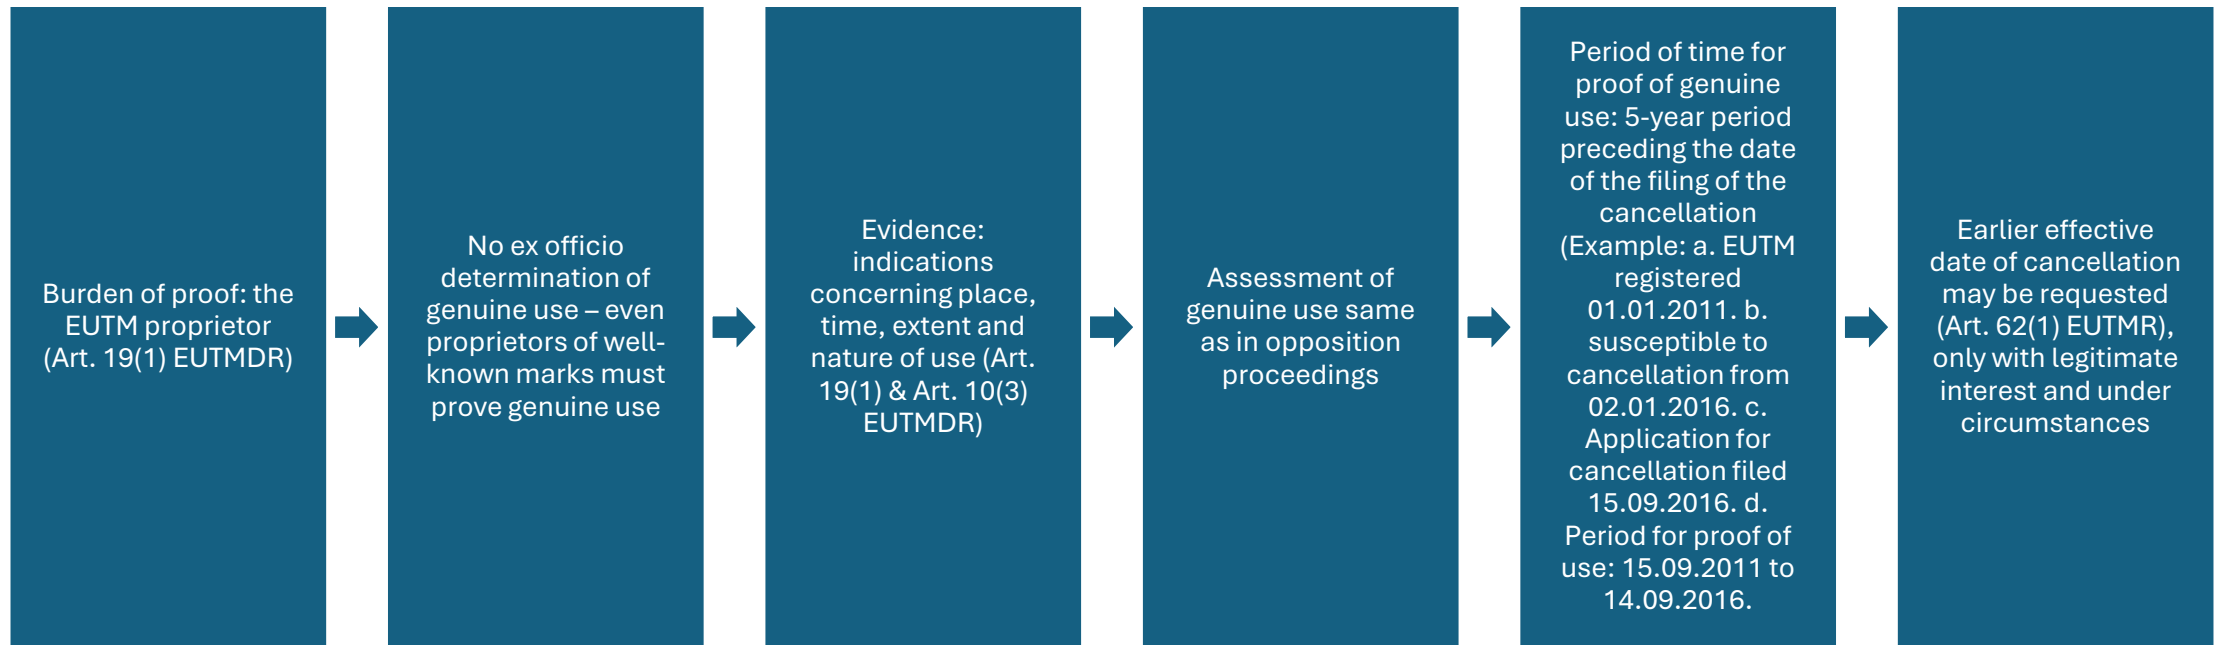 Burden of proof: the
EUTM proprietor
(Art. 19(1) EUTMDR)
No ex officio
determination of
genuine use – even
proprietors of well-
known marks must
prove genuine use
Evidence:
indications
concerning place,
time, extent and
nature of use (Art.
19(1) & Art. 10(3)
EUTMDR)
Assessment of
genuine use same
as in opposition
proceedings
Period of time for
proof of genuine
use: 5-year period
preceding the date
of the filing of the
cancellation
(Example: a. EUTM
registered
01.01.2011. b.
susceptible to
cancellation from
02.01.2016. c.
Application for
cancellation filed
15.09.2016. d.
Period for proof of
use: 15.09.2011 to
14.09.2016.
Earlier effective
date of cancellation
may be requested
(Art. 62(1) EUTMR),
only with legitimate
interest and under
circumstances